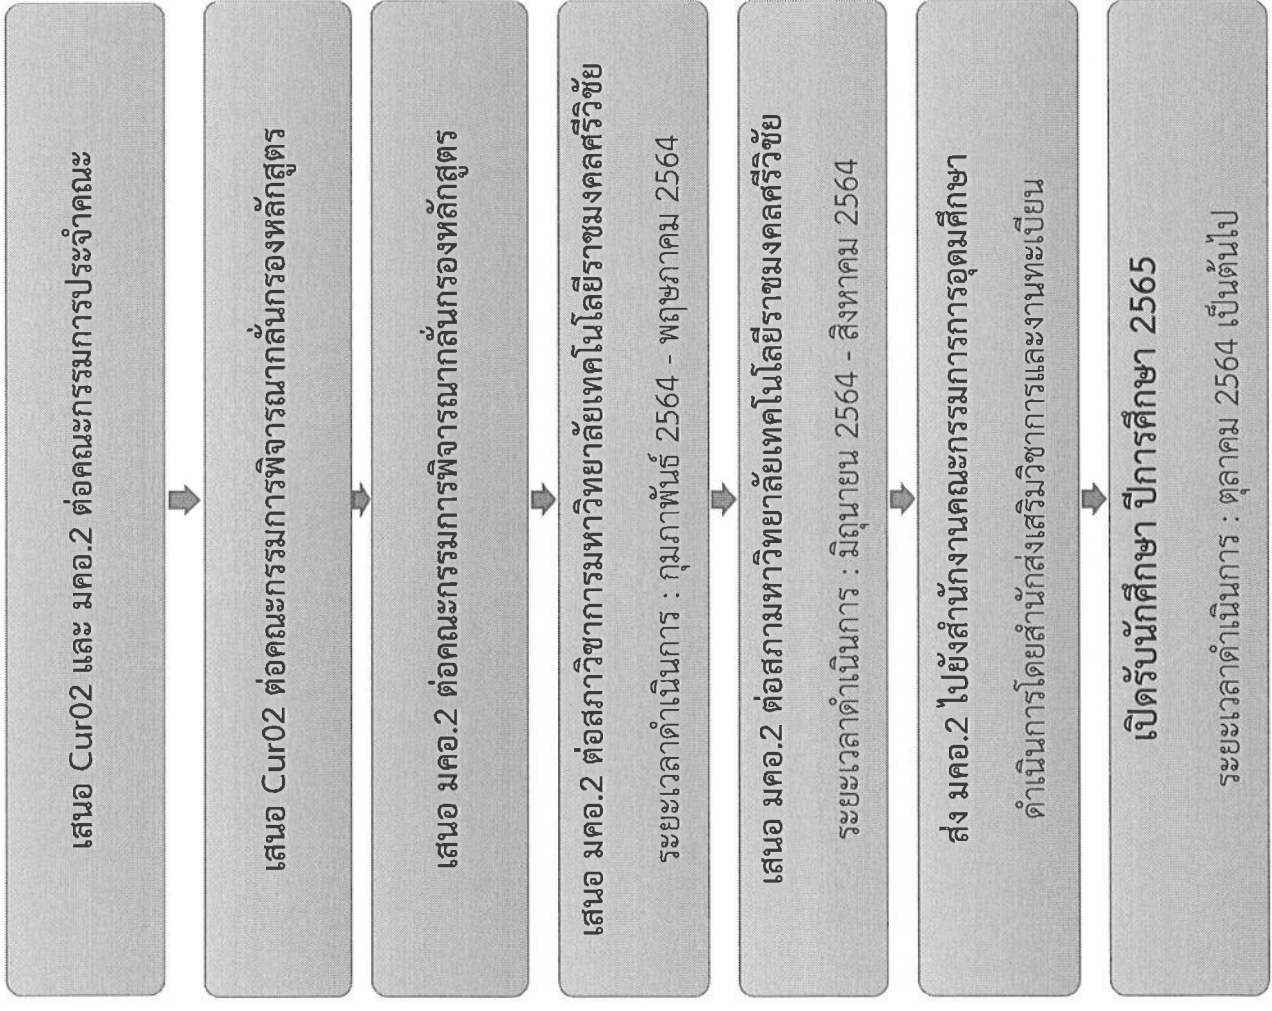 เสนอ Cur02 และ มคอ.2 ต่อคณะกรรมการประจำคณะ
เสนอ Cur02 ต่อคณะกรรมการพิจารณากลั่นกรองหลักสูตร
เสนอ มคอ.2 ต่อคณะกรรมการพิจารณากลั่นกรองหลักสูตร
เสนอ มคอ.2 ต่อสภาวิชาการมหาวิทยาลัยเทคโนโลยีราชมงคลศรีวิชัย
ระยะเวลาดำเนินการ : กุมภาพันธ์ 2564 - พฤษภาคม 2564
เสนอ มคอ.2 ต่อสภามหาวิทยาลัยเทคโนโลยีราชมงคลศรีวิชัย
ระยะเวลาดำเนินการ : มิถุนายน 2564 - สิงหาคม 2564
ส่ง มคอ.2 ไปยังสำนักงานคณะกรรมการการอุดมศึกษา
ดำเนินการโดยสำนักส่งเสริมวิชาการและงานทะเบียน
เปิดรับนักศึกษา ปีการศึกษา 2565
ระยะเวลาดำเนินการ : ตุลาคม 2564 เป็นต้นไป